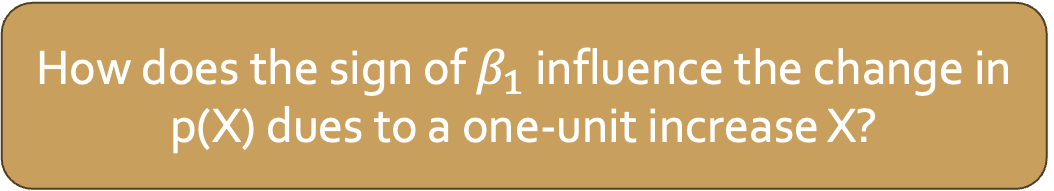 How does the sign of β₁ influence the change in
p(X) dues to a one-unit increase X?